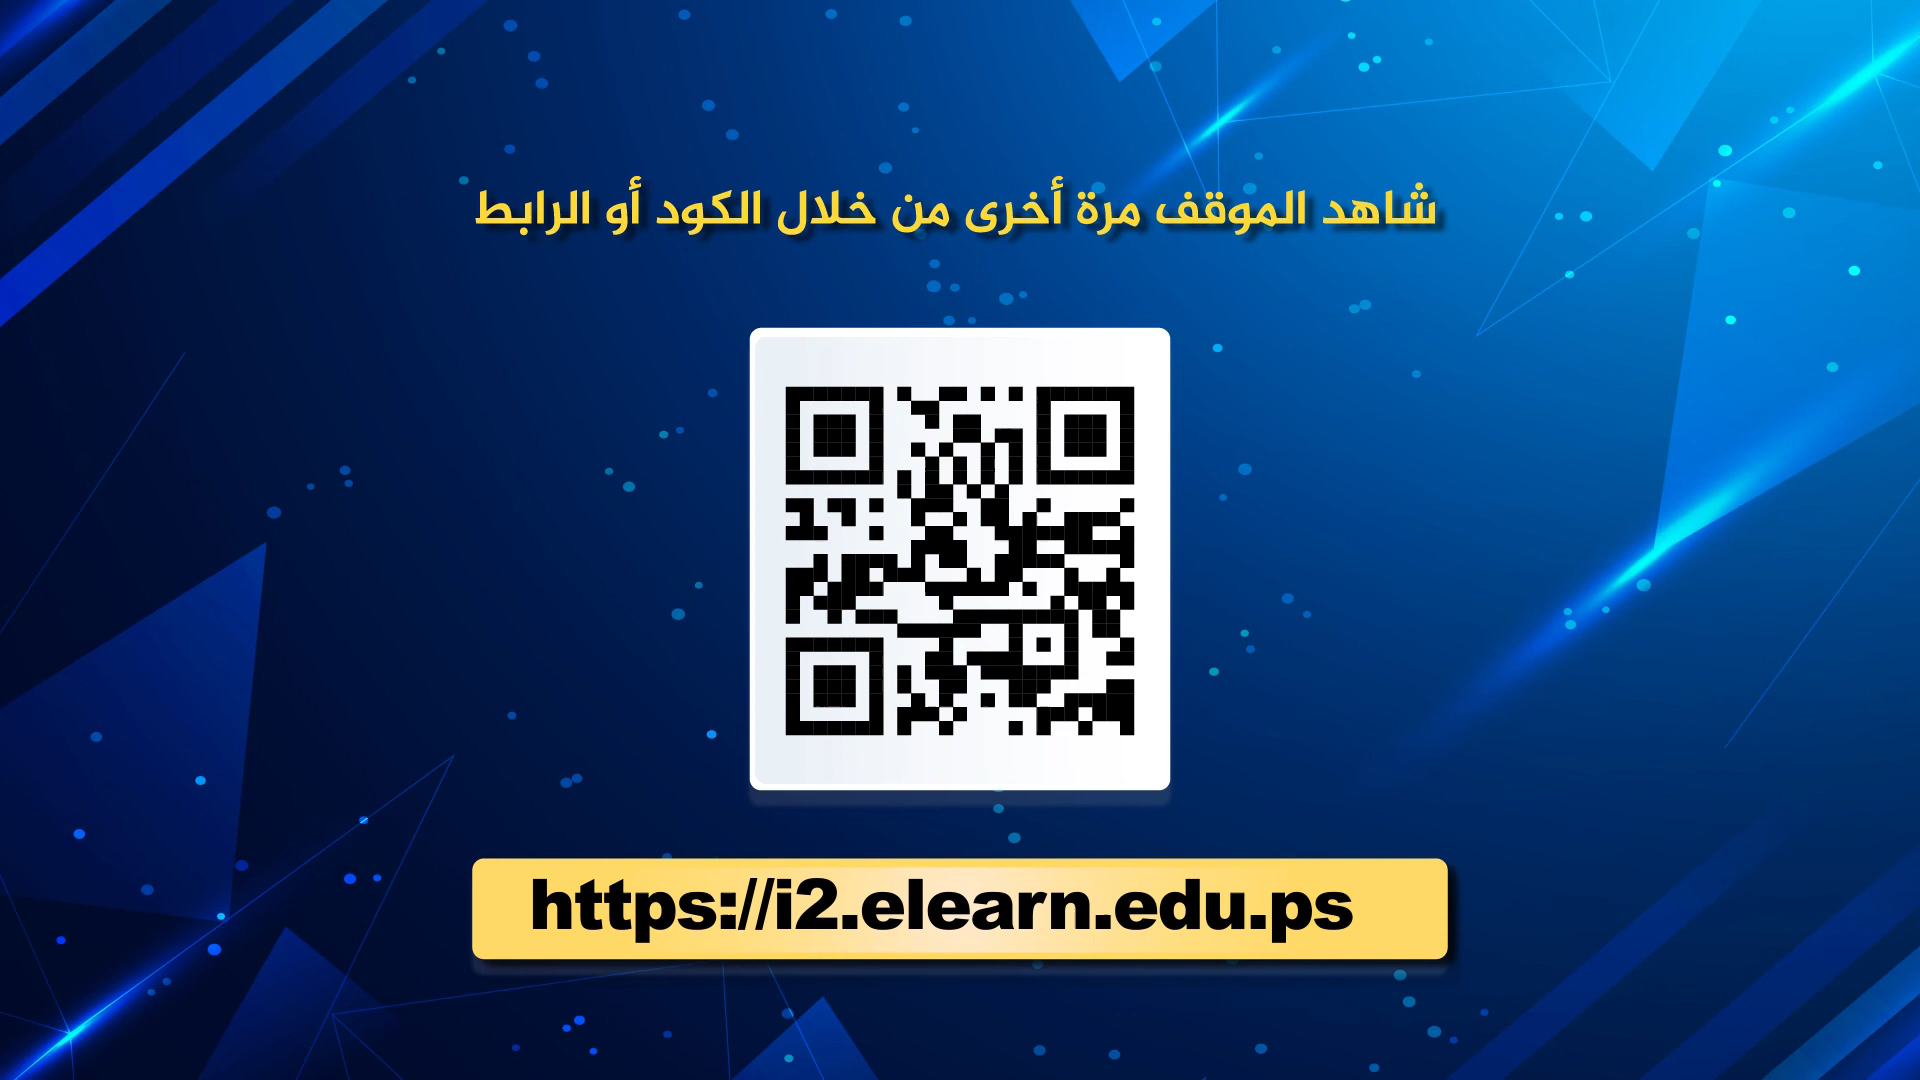 شاهد الموقف مرة أخرى من خلال الكود أو الرابط
https://i2.elearn.edu.ps